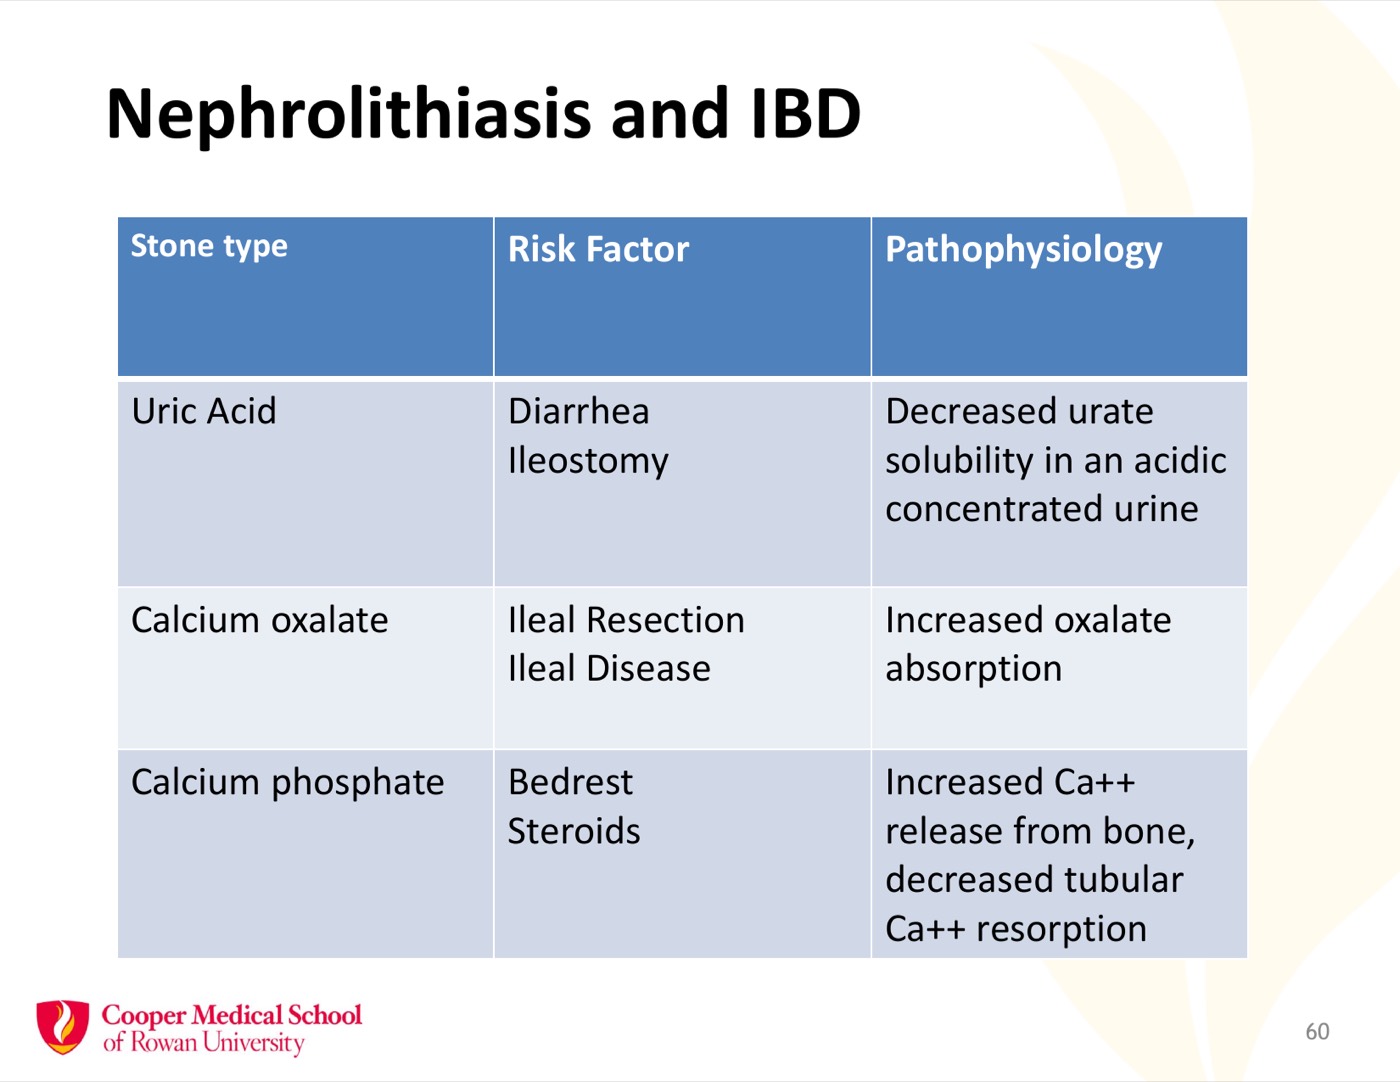 Nephrolithiasis and IBD
Stone type
Risk Factor
Pathophysiology
Uric Acid
Diarrhea
Ileostomy
Decreased urate
solubility in an acidic
concentrated urine
Calcium oxalate
Ileal Resection
Ileal Disease
Increased oxalate
absorption
Calcium phosphate
Bedrest
Steroids
Increased Ca++
release from bone,
decreased tubular
Ca++ resorption
Cooper Medical School
of Rowan University
60